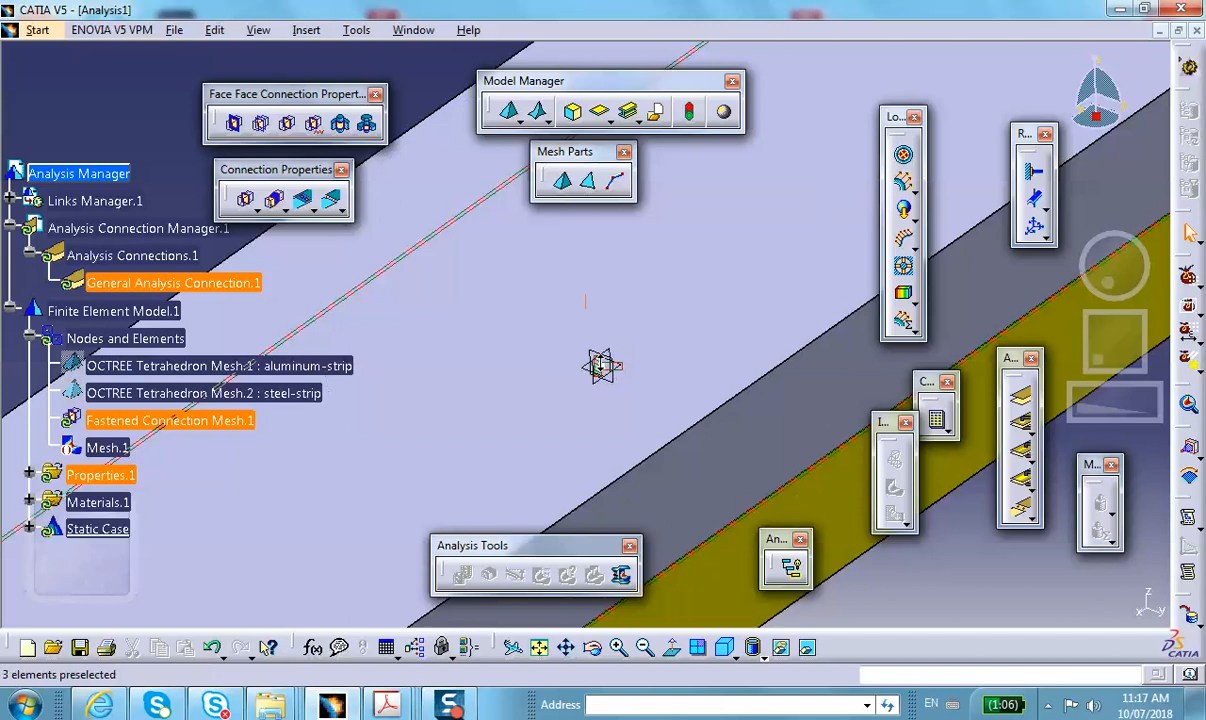 CATIA V5 - [Analysis1]
Start ENOVIA V5 VPM File Edit View Insert Tools Window Help
Face Face Connection Propert...
Model Manager
Lo...
R...
Mesh Parts
Connection Properties
Analysis Manager
Links Manager.1
Analysis Connection Manager.1
Analysis Connections.1
General Analysis Connection.1
Finite Element Model.1
Nodes and Elements
OCTREE Tetrahedron Mesh.1 : aluminum-strip
OCTREE Tetrahedron Mesh.2 : steel-strip
Fastened Connection Mesh.1
Mesh.1
Properties.1
Materials.1
Static Case
A...
C...
I...
M...
Analysis Tools
An...
z
x y
CATIA
3 elements preselected
Address
EN
(1:06)
11:17 AM
10/07/2018